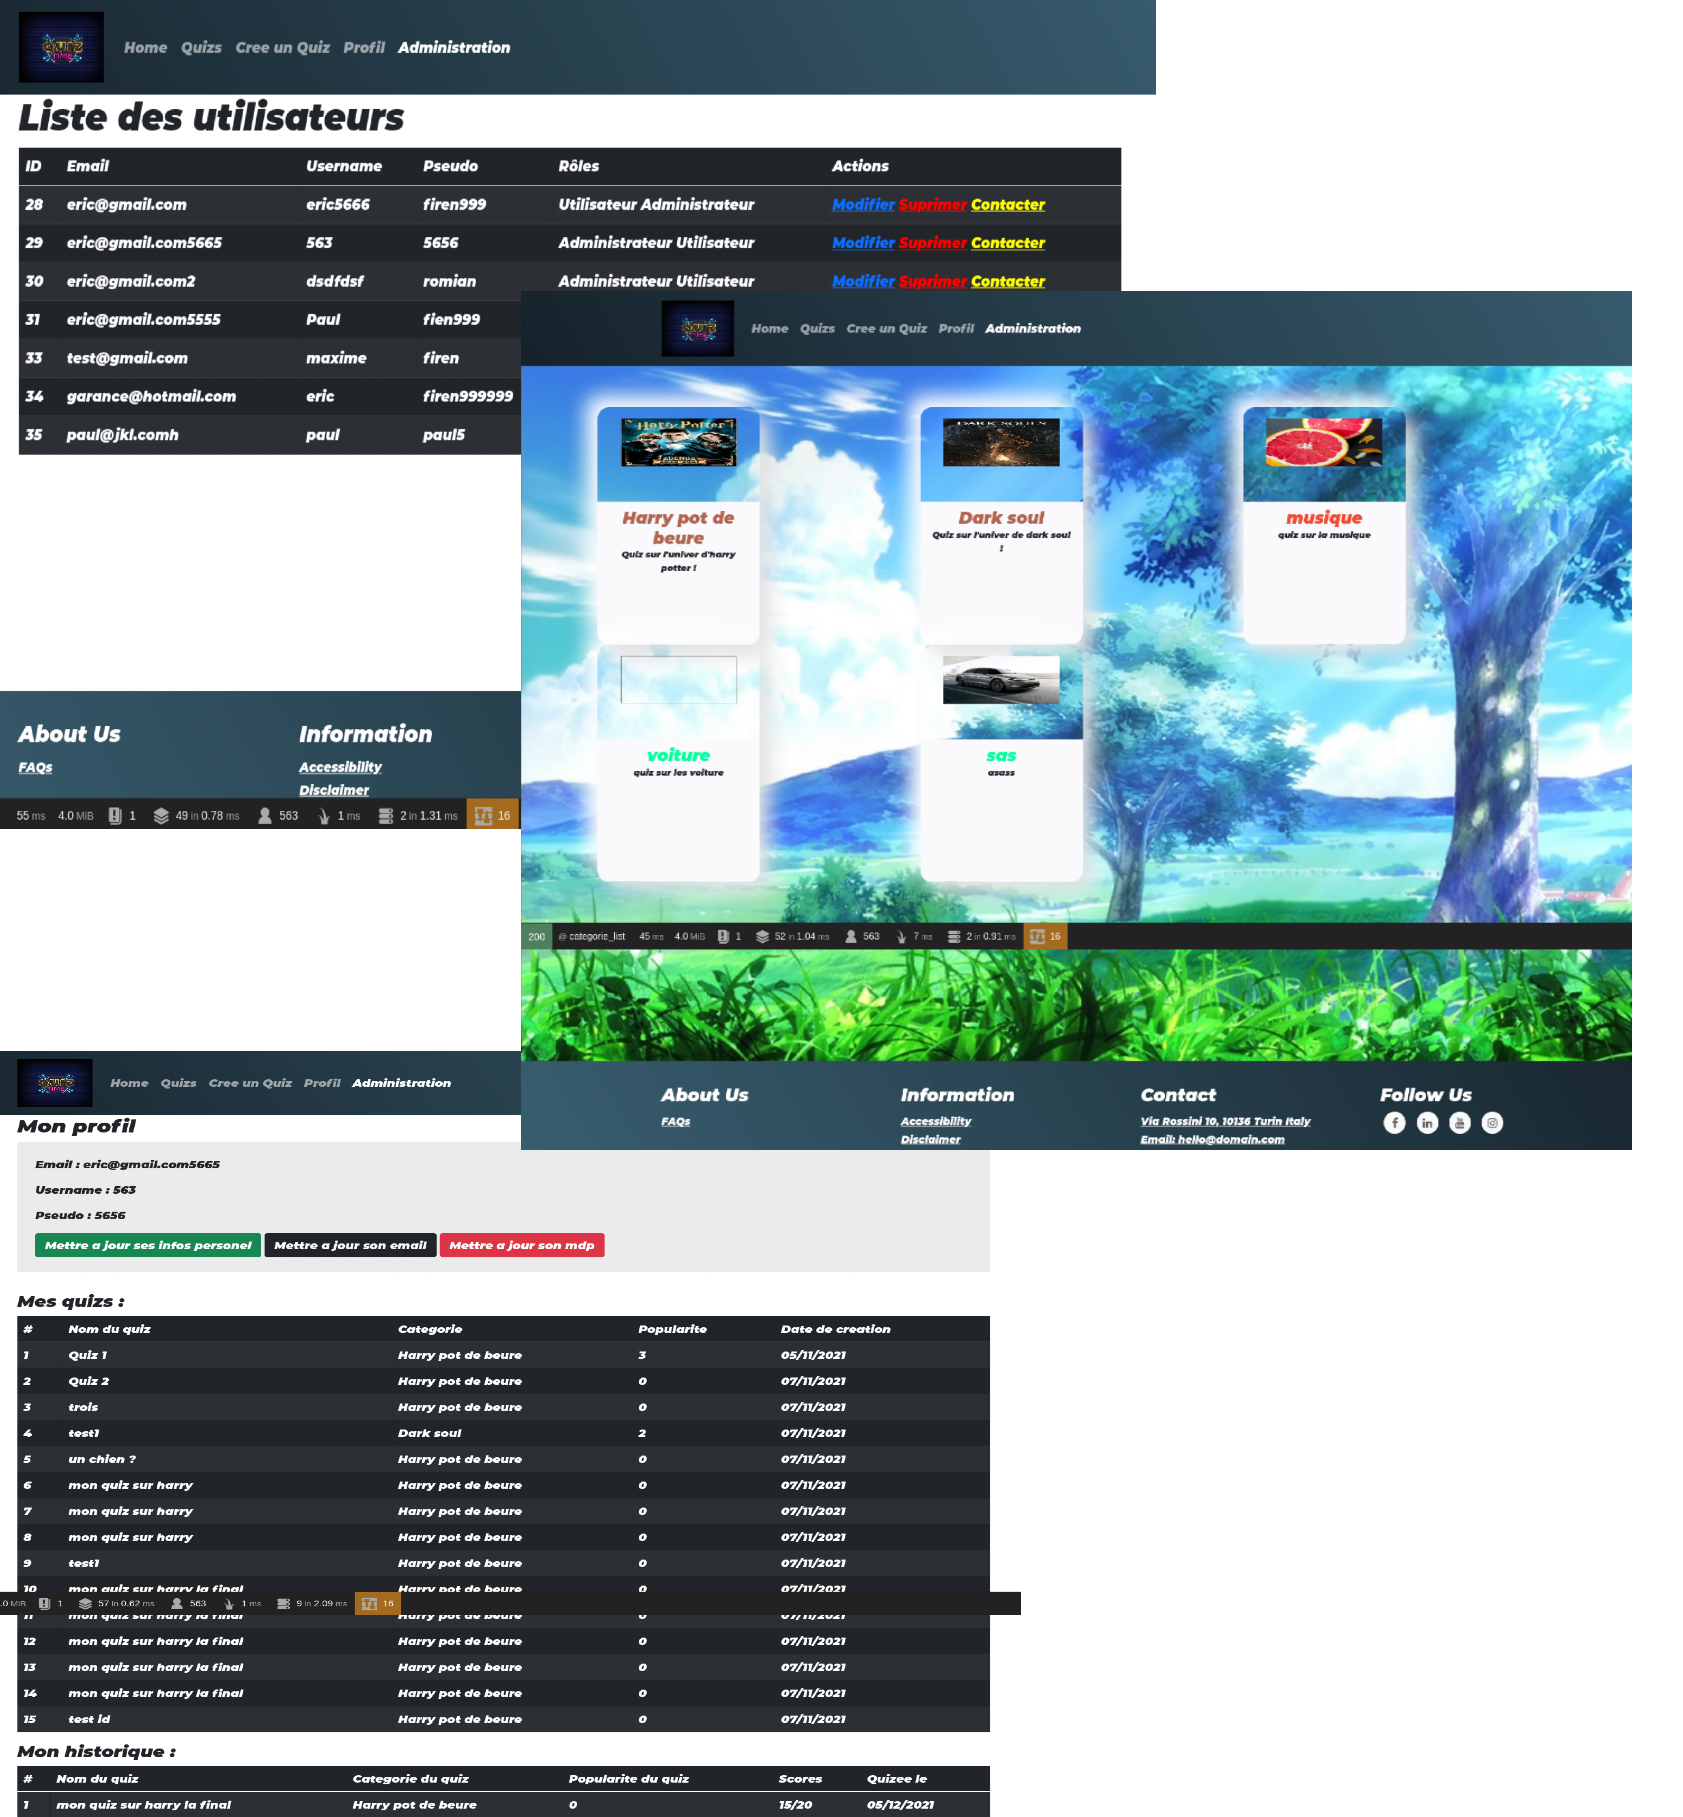 QUIZ TIME
Home Quizs Cree un Quiz Profil Administration
Liste des utilisateurs
ID Email Username Pseudo Rôles Actions
28 eric@gmail.com eric5666 firen999 Utilisateur Administrateur Modifier Suprimer Contacter
29 eric@gmail.com5665 563 5656 Administrateur Utilisateur Modifier Suprimer Contacter
30 eric@gmail.com2 dsdfdsf romian Administrateur Utilisateur Modifier Suprimer Contacter
31 eric@gmail.com5555 Paul fien999
33 test@gmail.com maxime firen
34 garance@hotmail.com eric firen999999
35 paul@jkl.comh paul paul5
About Us Information
FAQs Accessibility
Disclaimer
55 ms 4.0 MiB 1 49 in 0.78 ms 563 1 ms 2 in 1.31 ms 16
QUIZ TIME
Home Quizs Cree un Quiz Profil Administration
Harry Potter
DARK SOULS
Harry pot de
beure
Quiz sur l'univer d'harry
potter !
Dark soul
Quiz sur l'univer de dark soul
!
musique
quiz sur la musique
voiture
quiz sur les voiture
sas
asass
200 @ categorie_list 45 ms 4.0 MiB 1 52 in 1.04 ms 563 7 ms 2 in 0.91 ms 16
About Us Information Contact Follow Us
FAQs Accessibility Via Rossini 10, 10136 Turin Italy
Disclaimer Email: hello@domain.com
QUIZ TIME
Home Quizs Cree un Quiz Profil Administration
Mon profil
Email : eric@gmail.com5665
Username : 563
Pseudo : 5656
Mettre a jour ses infos personel Mettre a jour son email Mettre a jour son mdp
Mes quizs :
# Nom du quiz Categorie Popularite Date de creation
1 Quiz 1 Harry pot de beure 3 05/11/2021
2 Quiz 2 Harry pot de beure 0 07/11/2021
3 trois Harry pot de beure 0 07/11/2021
4 test1 Dark soul 2 07/11/2021
5 un chien ? Harry pot de beure 0 07/11/2021
6 mon quiz sur harry Harry pot de beure 0 07/11/2021
7 mon quiz sur harry Harry pot de beure 0 07/11/2021
8 mon quiz sur harry Harry pot de beure 0 07/11/2021
9 test1 Harry pot de beure 0 07/11/2021
10 mon quiz sur harry la final Harry pot de beure 0 07/11/2021
.0 MiB 1 57 in 0.62 ms 563 1 ms 9 in 2.09 ms 16
11 mon quiz sur harry la final Harry pot de beure 0 07/11/2021
12 mon quiz sur harry la final Harry pot de beure 0 07/11/2021
13 mon quiz sur harry la final Harry pot de beure 0 07/11/2021
14 mon quiz sur harry la final Harry pot de beure 0 07/11/2021
15 test id Harry pot de beure 0 07/11/2021
Mon historique :
# Nom du quiz Categorie du quiz Popularite du quiz Scores Quizee le
1 mon quiz sur harry la final Harry pot de beure 0 15/20 05/12/2021